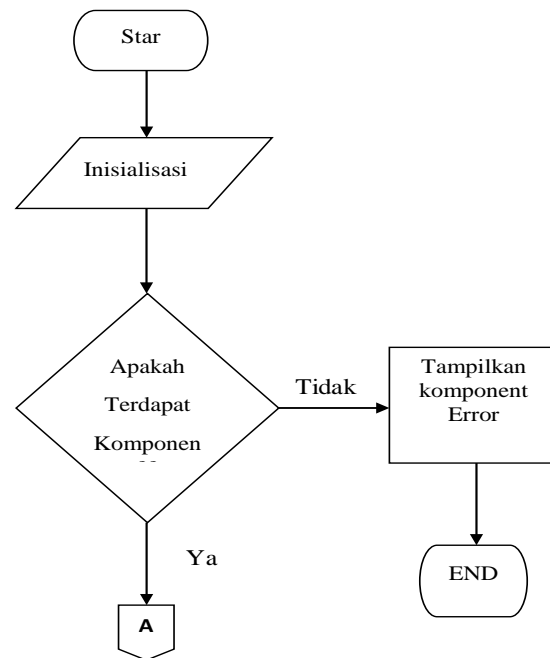 Star
Inisialisasi
Apakah
Terdapat
Komponen
Tidak
Tampilkan
komponent
Error
Ya
END
A